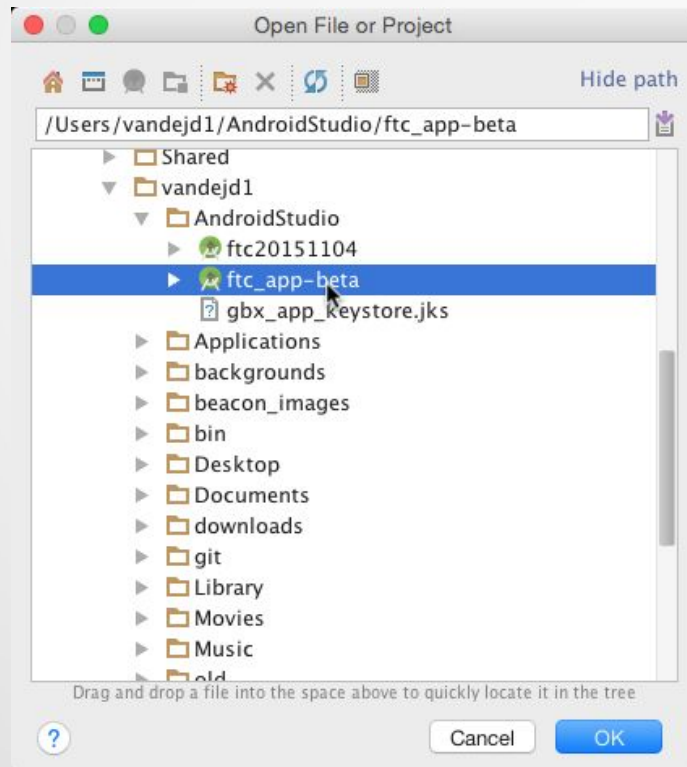 Open File or Project
Hide path
/Users/vandejd1/AndroidStudio/ftc_app-beta
Shared
vandejd1
AndroidStudio
ftc20151104
ftc_app-beta
? gbx_app_keystore.jks
Applications
backgrounds
beacon_images
bin
Desktop
Documents
downloads
git
Library
Movies
Music
old
Drag and drop a file into the space above to quickly locate it in the tree
? Cancel OK